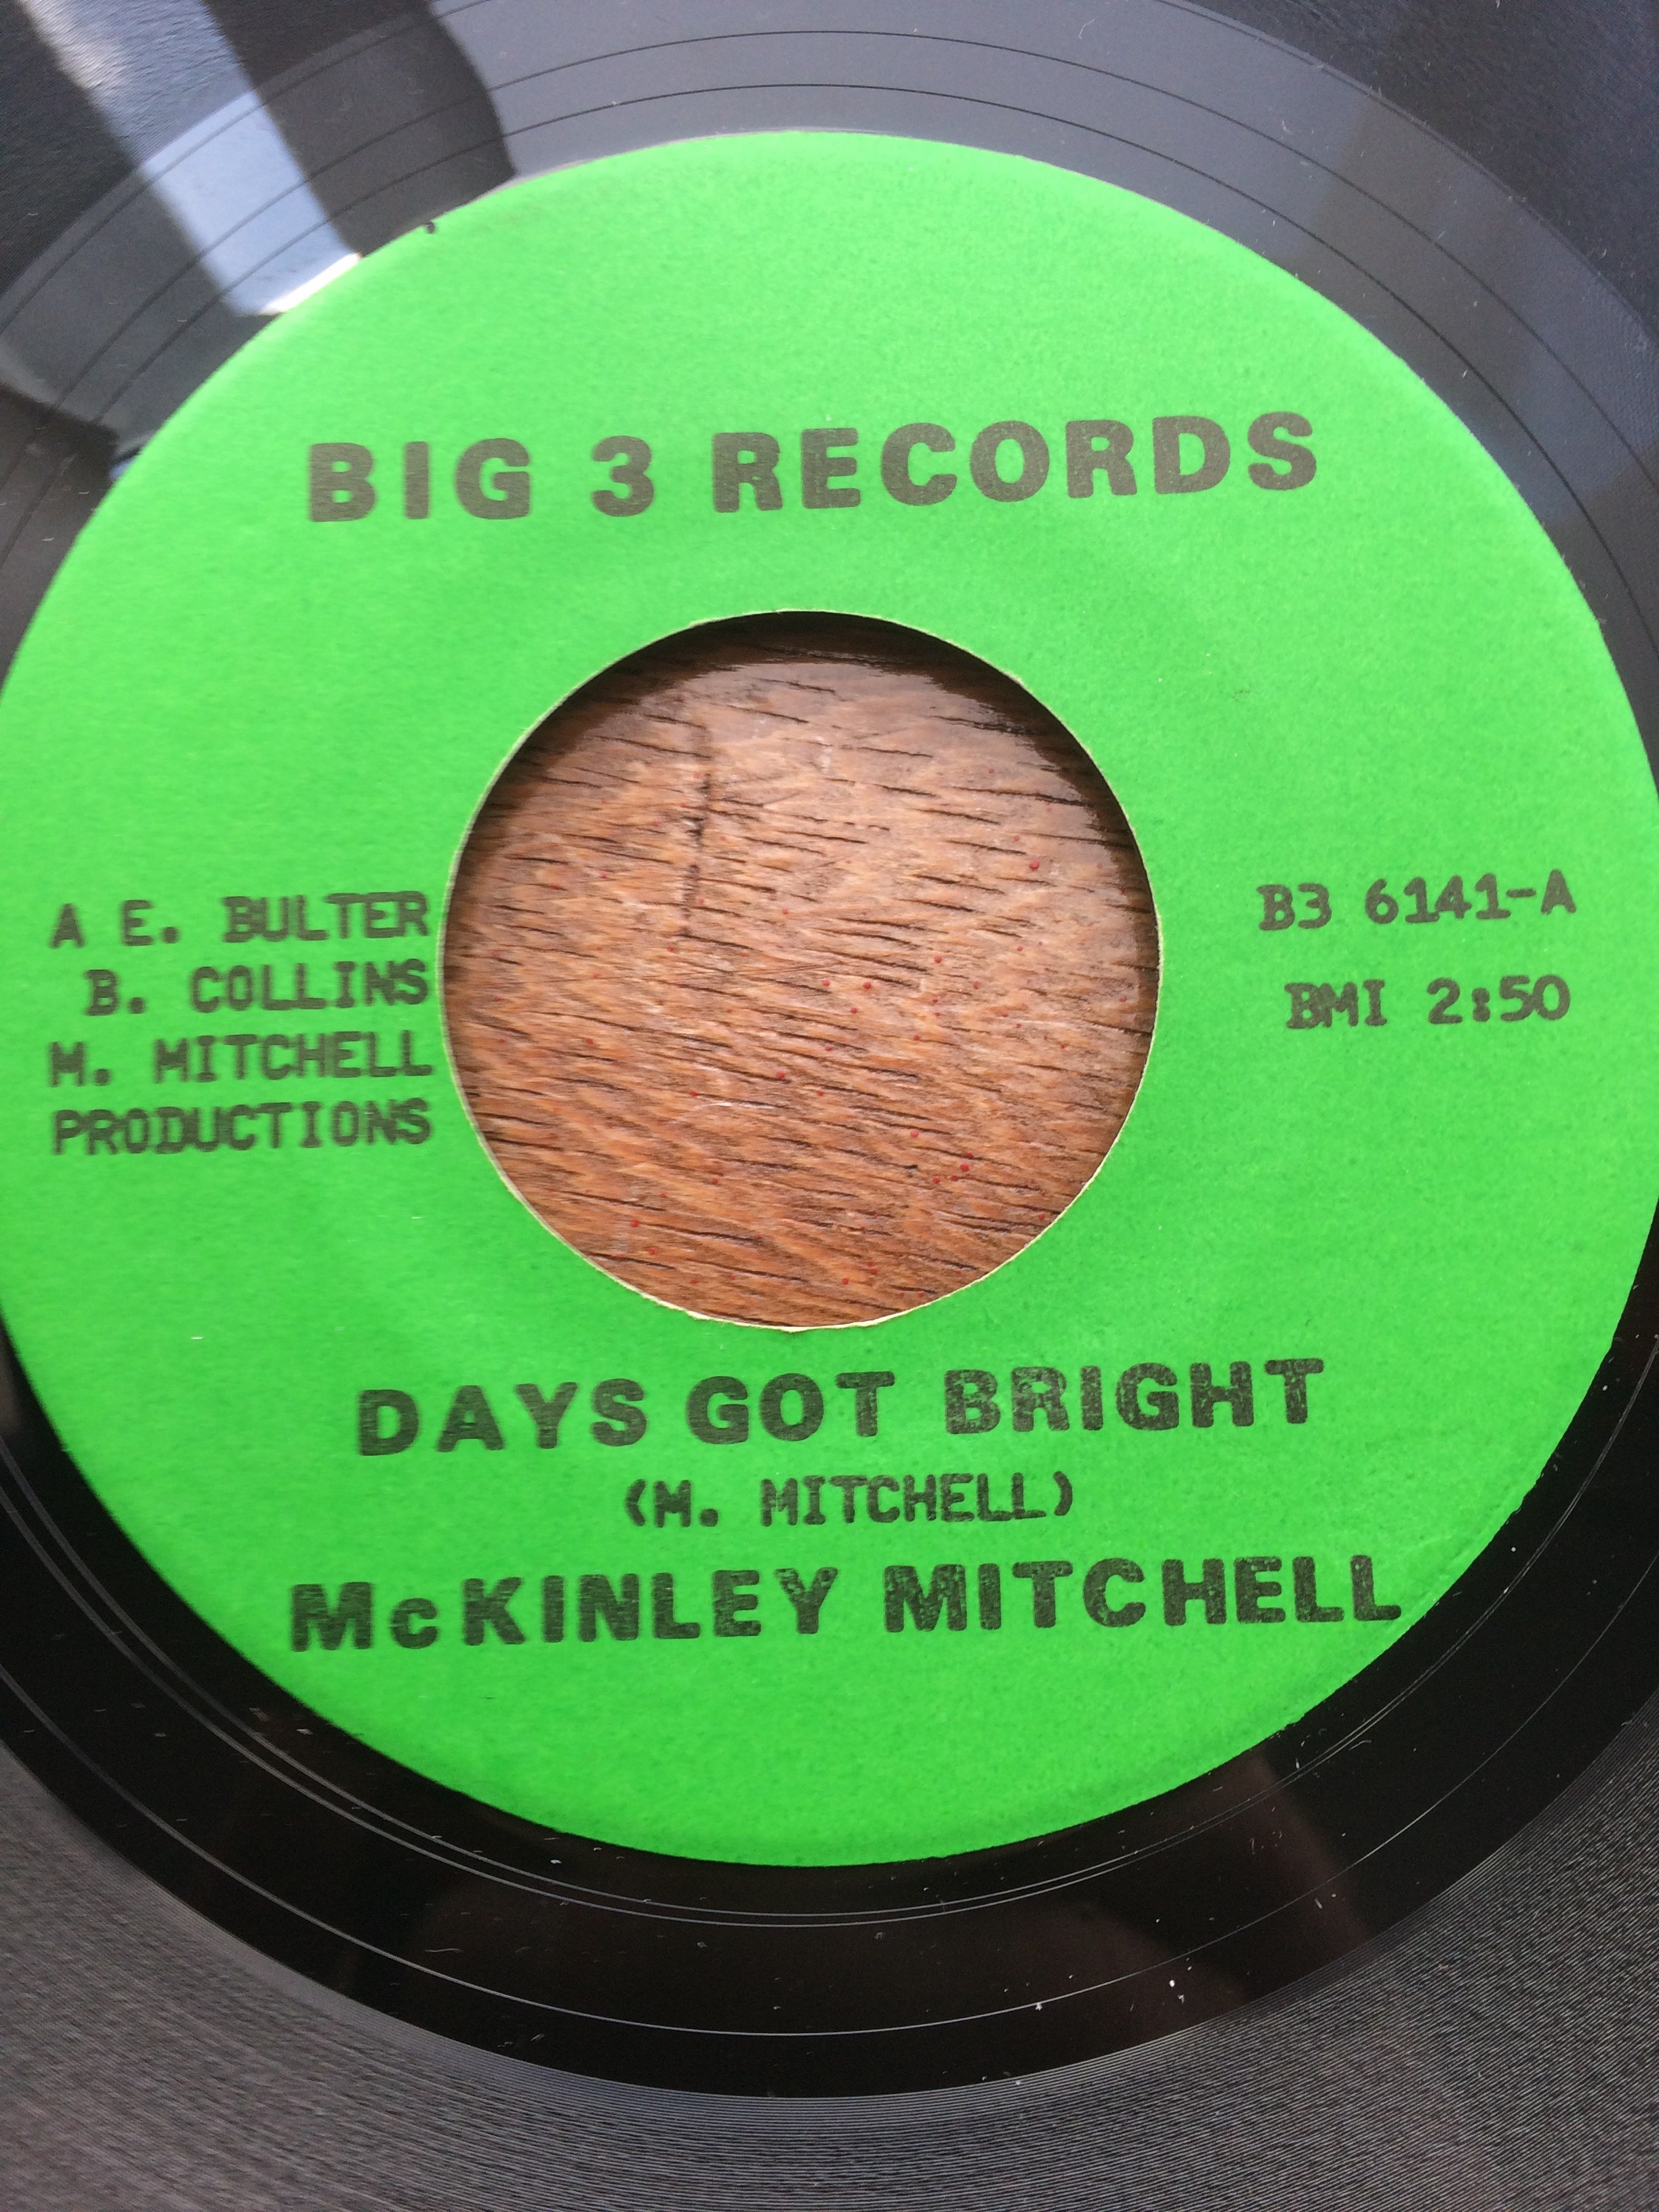 BIG 3 RECORDS
A E. BULTER
B. COLLINS
M. MITCHELL
PRODUCTIONS
B3 6141-A
BMI 2:50
DAYS GOT BRIGHT
(M. MITCHELL)
McKINLEY MITCHELL